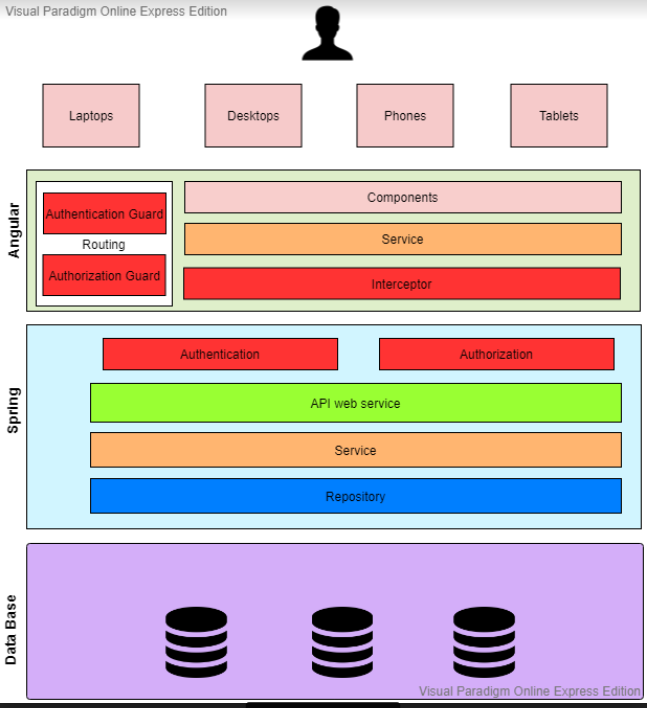 Visual Paradigm Online Express Edition
Laptops
Desktops
Phones
Tablets
Angular
Authentication Guard
Routing
Authorization Guard
Components
Service
Interceptor
Spring
Authentication
Authorization
API web service
Service
Repository
Data Base
Visual Paradigm Online Express Edition